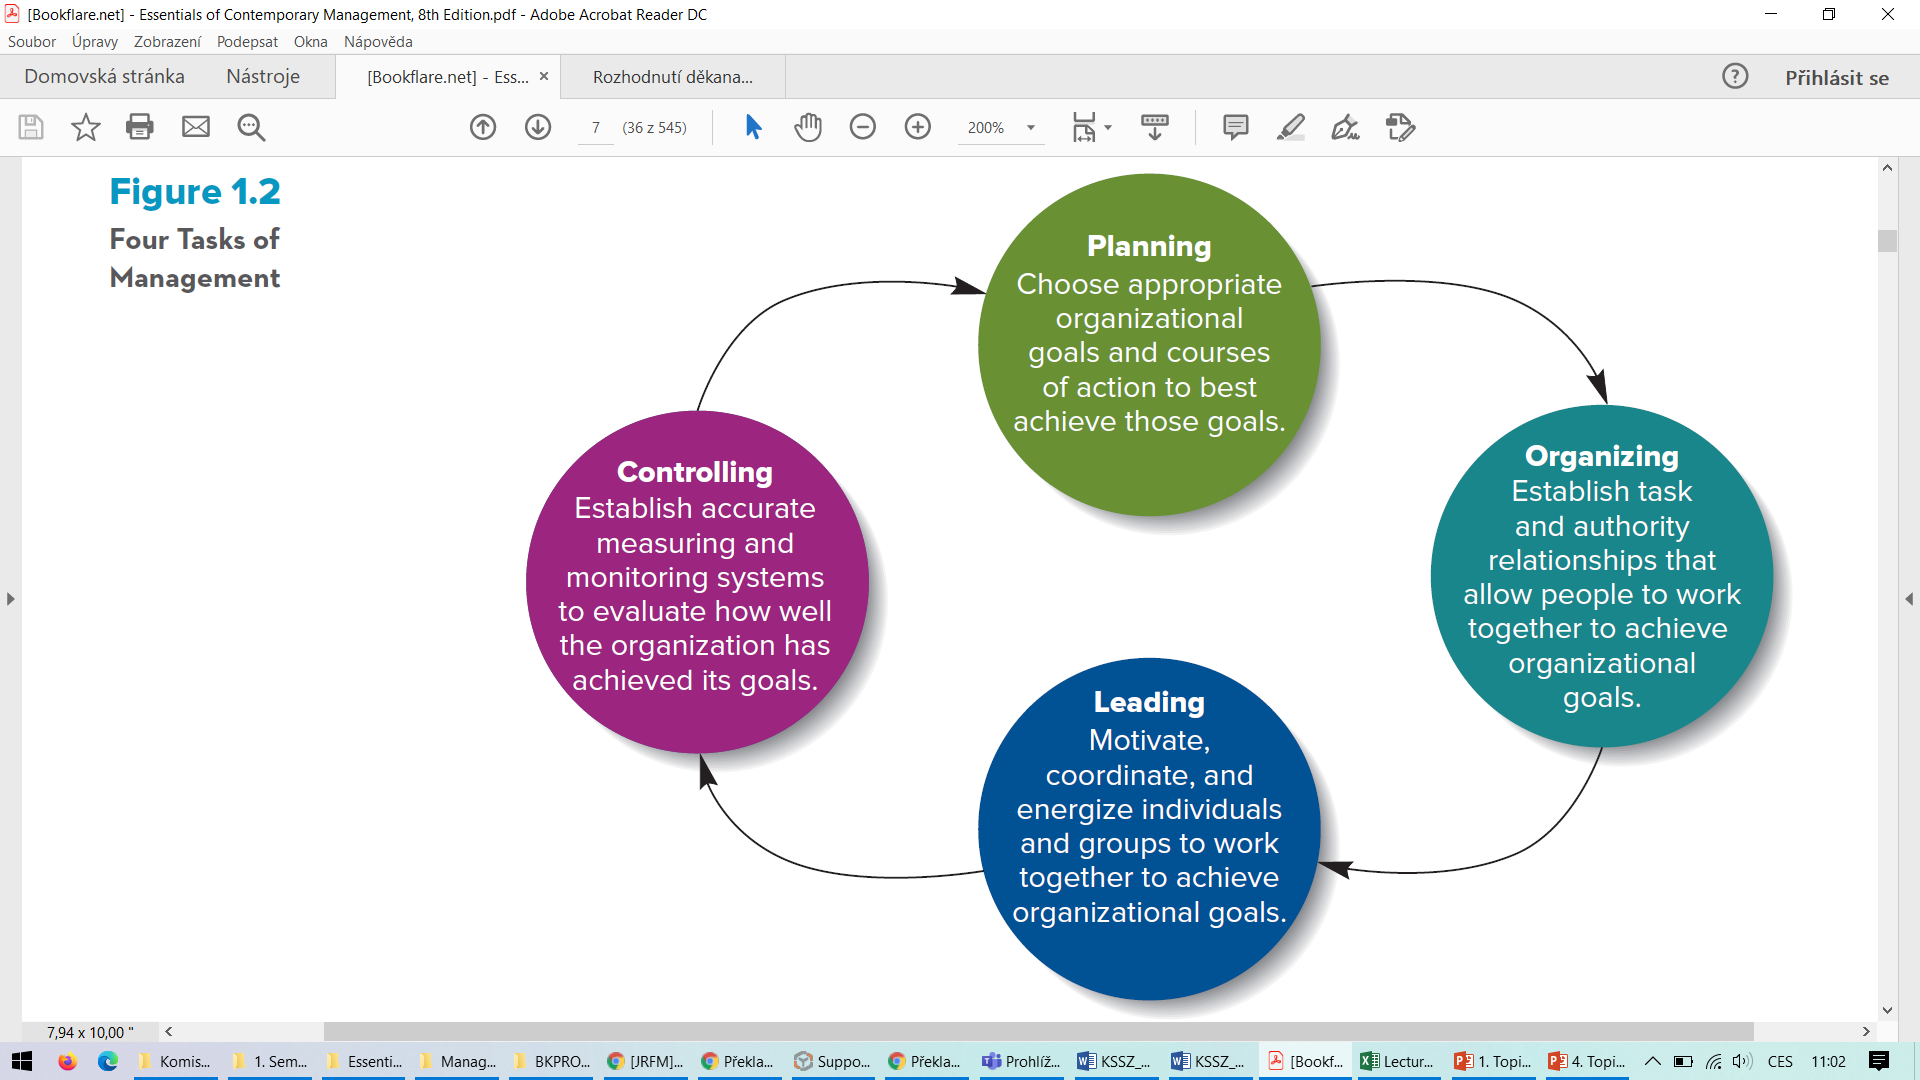 [Bookflare.net] - Essentials of Contemporary Management, 8th Edition.pdf - Adobe Acrobat Reader DC
Soubor Úpravy Zobrazení Podepsat Okna Nápověda
Domovská stránka Nástroje [Bookflare.net] - Ess... × Rozhodnutí děkana... Přihlásit se
7 (36 z 545) 200%
Figure 1.2
Four Tasks of
Management
Planning
Choose appropriate
organizational
goals and courses
of action to best
achieve those goals.
Organizing
Establish task
and authority
relationships that
allow people to work
together to achieve
organizational
goals.
Leading
Motivate,
coordinate, and
energize individuals
and groups to work
together to achieve
organizational goals.
Controlling
Establish accurate
measuring and
monitoring systems
to evaluate how well
the organization has
achieved its goals.
7,94 x 10,00 "
Komis... 1. Sem... Essenti... Manag... BKPRO... [JRFM]... Překla... Suppo... Překla... Prohlíž... KSSZ_... KSSZ_... [Bookf... Lectur... 1. Topi... 4. Topi... CES 11:02